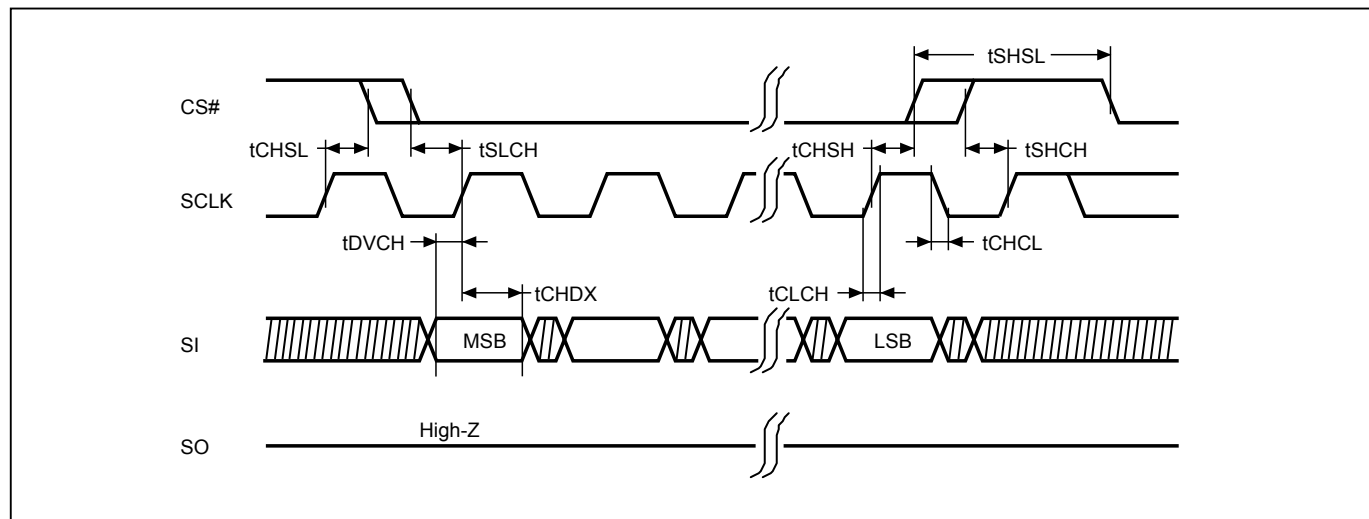 tSHSL
CS#
tCHSL
tSLCH
tCHSH
tSHCH
SCLK
tDVCH
tCHCL
tCHDX
tCLCH
SI
MSB
LSB
High-Z
SO